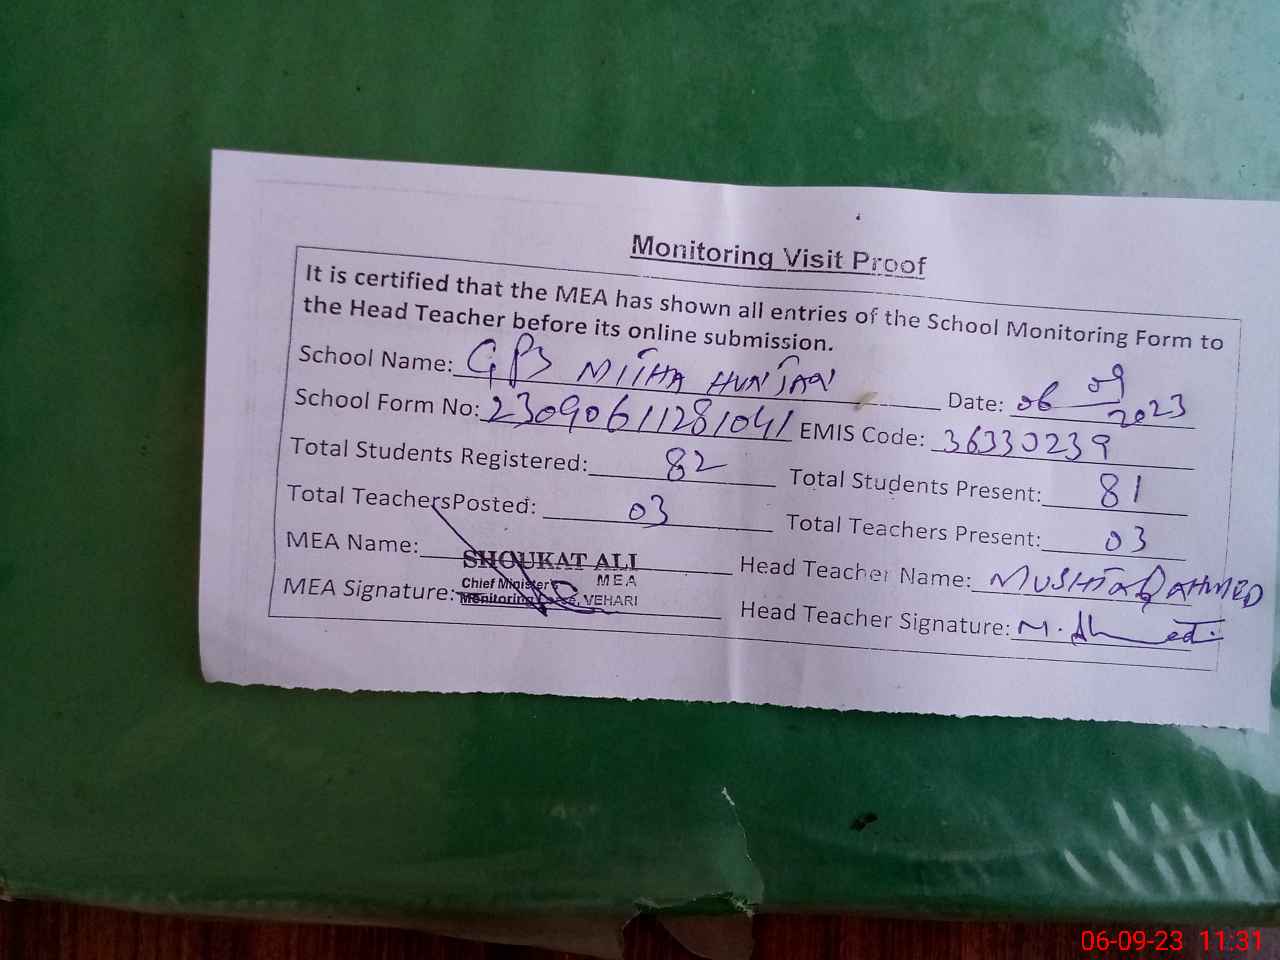 Monitoring Visit Proof
It is certified that the MEA has shown all entries of the School Monitoring Form to
the Head Teacher before its online submission.
School Name: GPS MITHA HUNJAN Date: 06 09 2023
School Form No: 23090611281041 EMIS Code: 36330239
Total Students Registered: 82 Total Students Present: 81
Total TeachersPosted: 03 Total Teachers Present: 03
MEA Name: SHOUKAT ALI Head Teacher Name: MUSHTAQ AHMED
MEA
Chief Minister's
MEA Signature: Monitoring VEHARI Head Teacher Signature: M. Ahmed
06-09-23 11:31